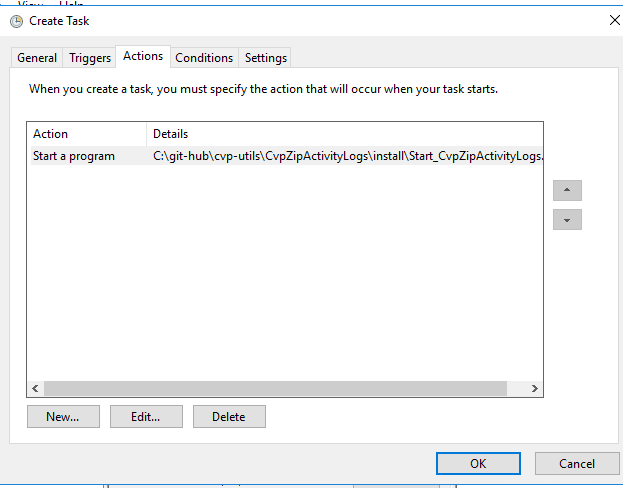 View Help
Create Task
General Triggers Actions Conditions Settings
When you create a task, you must specify the action that will occur when your task starts.
Action Details
Start a program C:\git-hub\cvp-utils\CvpZipActivityLogs\install\Start_CvpZipActivityLogs.
New... Edit... Delete
OK Cancel